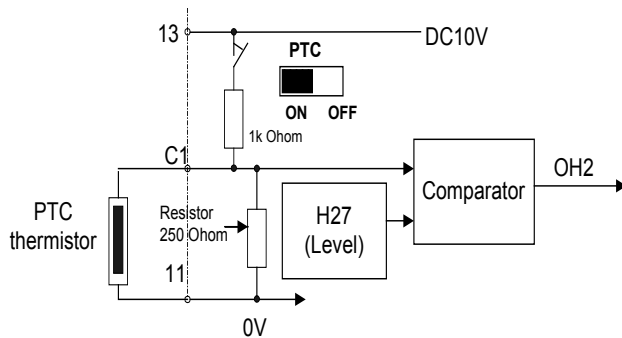 13
DC10V
PTC
ON OFF
1k Ohom
C1
Comparator
OH2
PTC
thermistor
Resistor
250 Ohom
H27
(Level)
11
0V